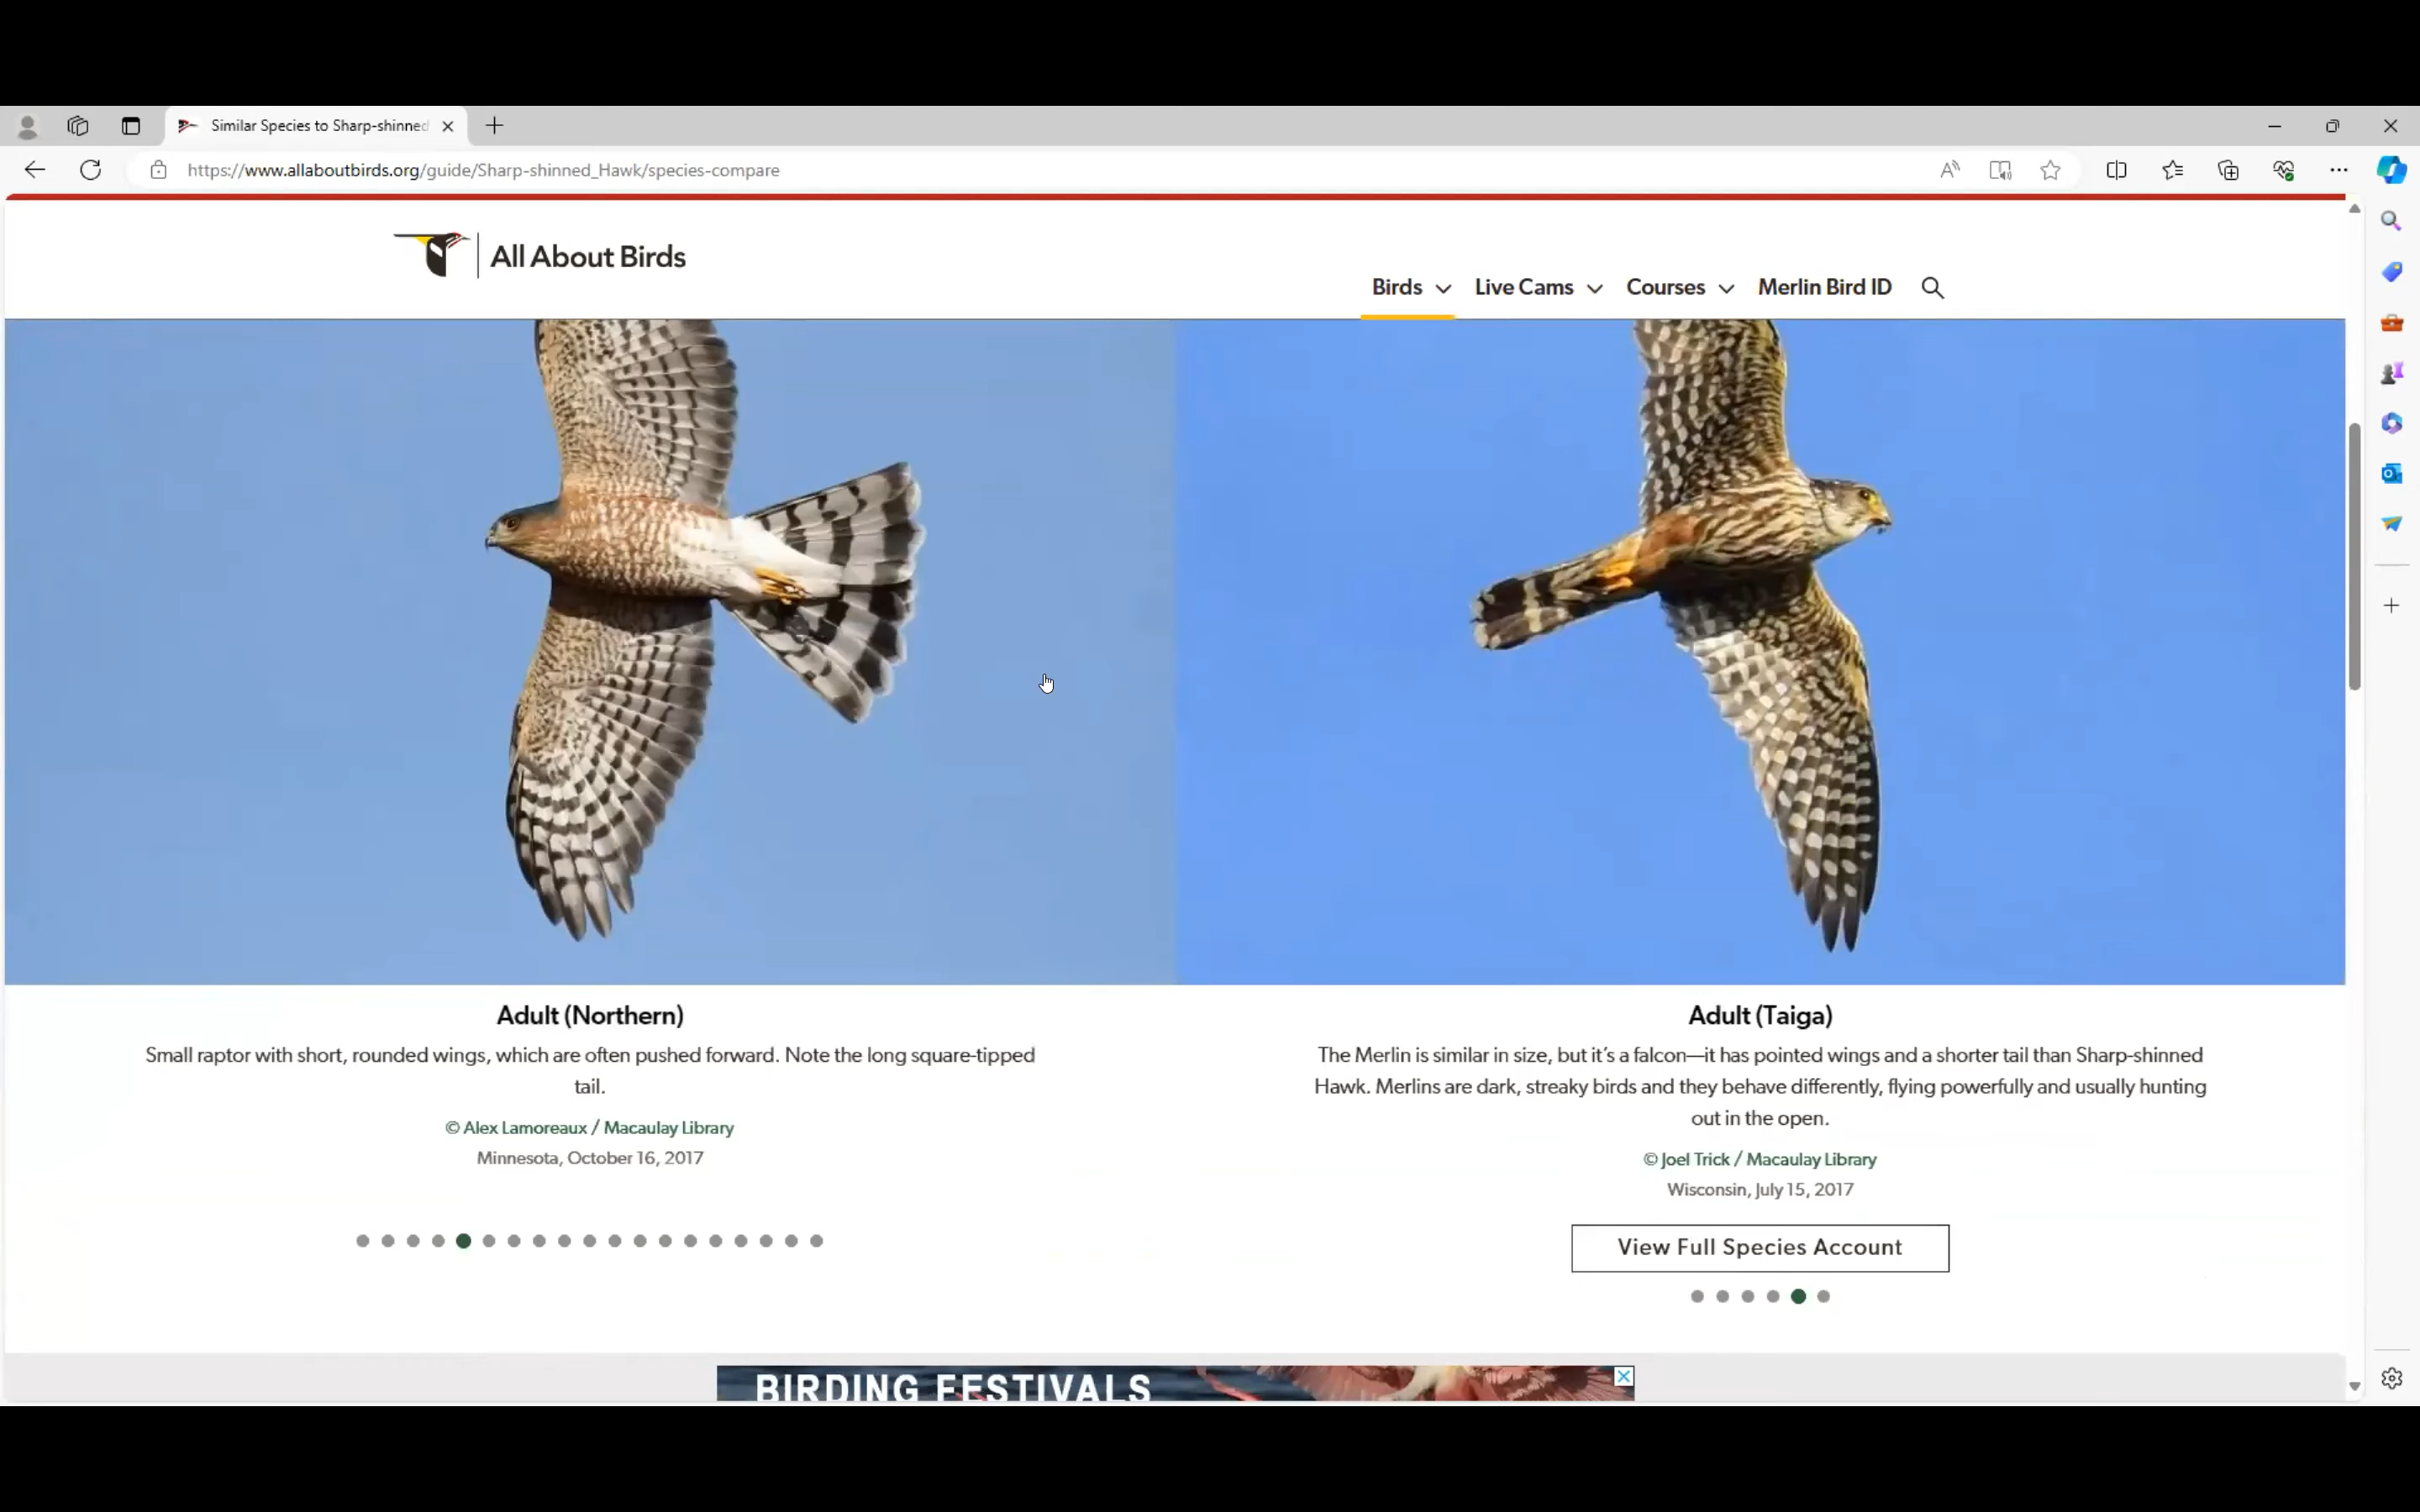 Similar Species to Sharp-shinned
https://www.allaboutbirds.org/guide/Sharp-shinned_Hawk/species-compare
All About Birds
Birds Live Cams Courses Merlin Bird ID
Adult (Northern)
Small raptor with short, rounded wings, which are often pushed forward. Note the long square-tipped
tail.
© Alex Lamoreaux / Macaulay Library
Minnesota, October 16, 2017
Adult (Taiga)
The Merlin is similar in size, but it’s a falcon—it has pointed wings and a shorter tail than Sharp-shinned
Hawk. Merlins are dark, streaky birds and they behave differently, flying powerfully and usually hunting
out in the open.
© Joel Trick / Macaulay Library
Wisconsin, July 15, 2017
View Full Species Account
BIRDING FESTIVALS